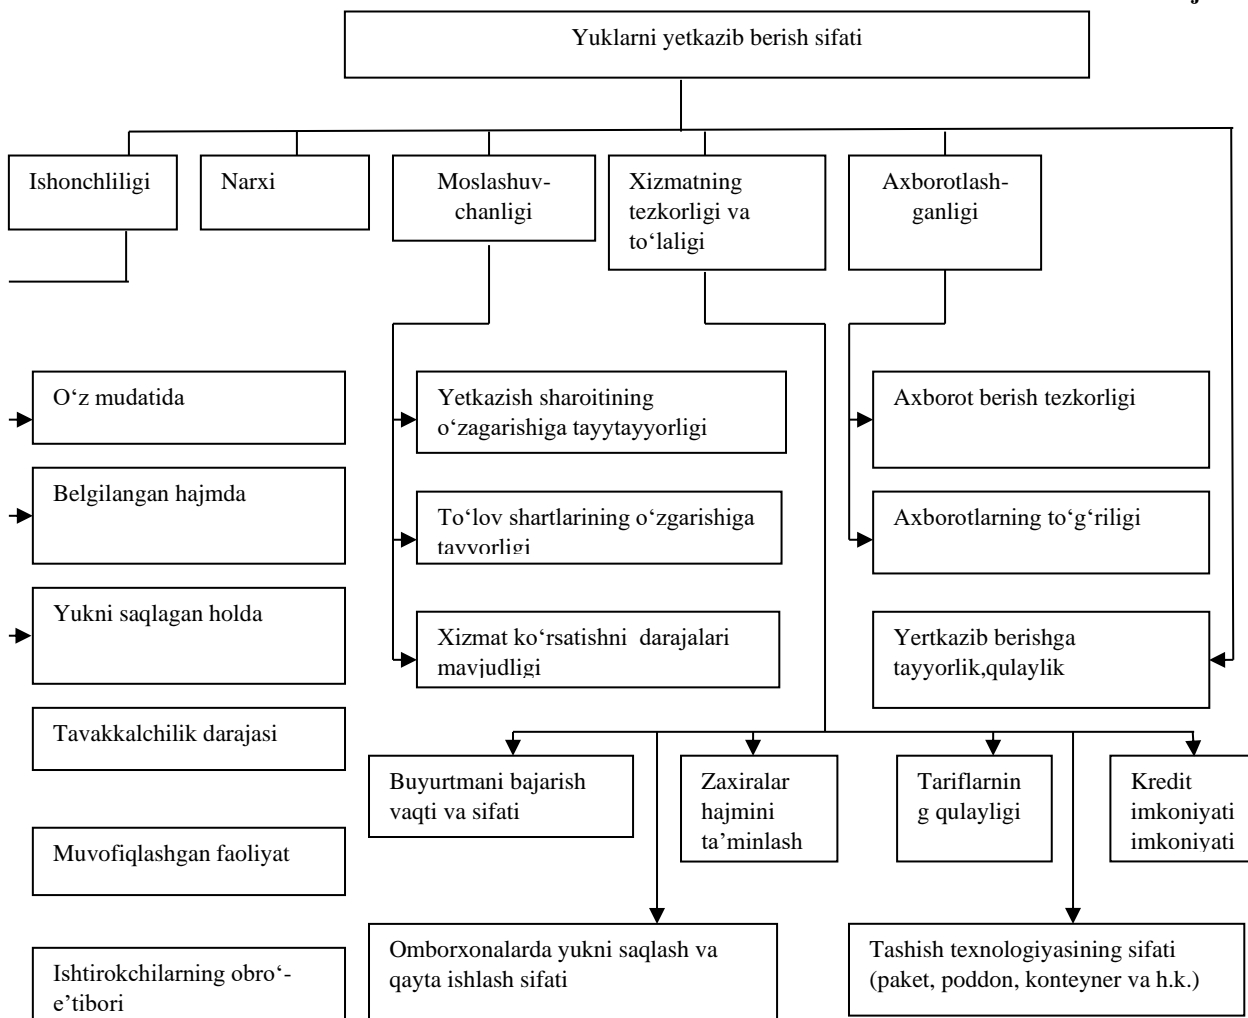 Yuklarni yetkazib berish sifati
Ishonchliligi
Narxi
Moslashuv-
chanligi
Xizmatning
tezkorligi va
to‘laligi
Axborotlash-
ganligi
O‘z mudatida
Yetkazish sharoitining
o‘zagarishiga tayytayyorligi
Axborot berish tezkorligi
Belgilangan hajmda
To‘lov shartlarining o‘zgarishiga
tayyorligi
Axborotlarning to‘g‘riligi
Yukni saqlagan holda
Xizmat ko‘rsatishni  darajalari
mavjudligi
Yertkazib berishga
tayyorlik,qulaylik
Tavakkalchilik darajasi
Buyurtmani bajarish
vaqti va sifati
Zaxiralar
hajmini
ta’minlash
Tariflarnin
g qulayligi
Kredit
imkoniyati
imkoniyati
Muvofiqlashgan faoliyat
Omborxonalarda yukni saqlash va
qayta ishlash sifati
Tashish texnologiyasining sifati
(paket, poddon, konteyner va h.k.)
Ishtirokchilarning obro‘-
e’tibori